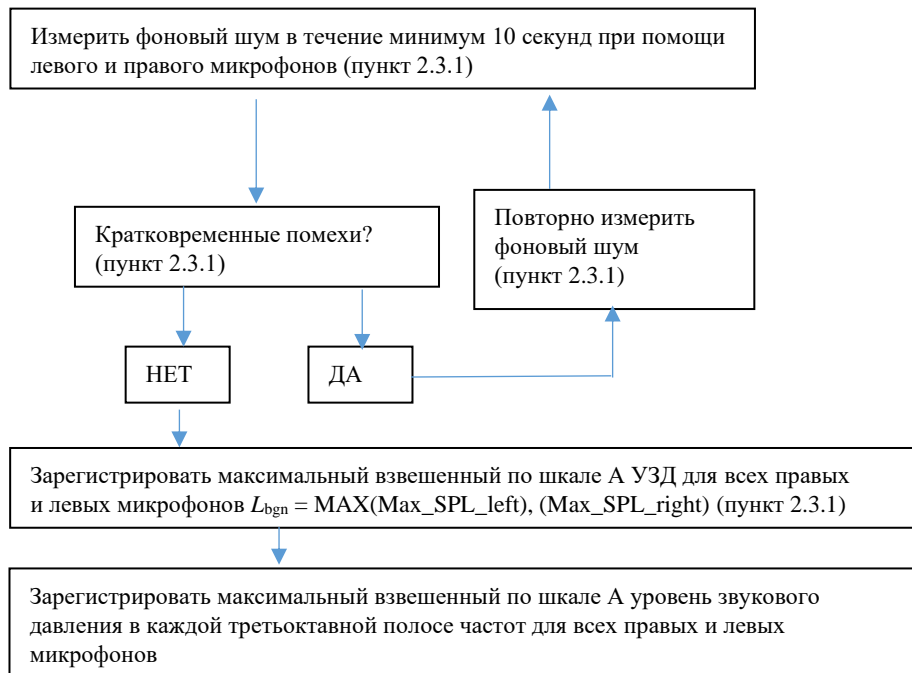 Измерить фоновый шум в течение минимум 10 секунд при помощи
левого и правого микрофонов (пункт 2.3.1)
Кратковременные помехи?
(пункт 2.3.1)
Повторно измерить
фоновый шум
(пункт 2.3.1)
НЕТ
ДА
Зарегистрировать максимальный взвешенный по шкале А УЗД для всех правых
и левых микрофонов Lbgn = MAX(Max_SPL_left), (Max_SPL_right) (пункт 2.3.1)
Зарегистрировать максимальный взвешенный по шкале А уровень звукового
давления в каждой третьоктавной полосе частот для всех правых и левых
микрофонов